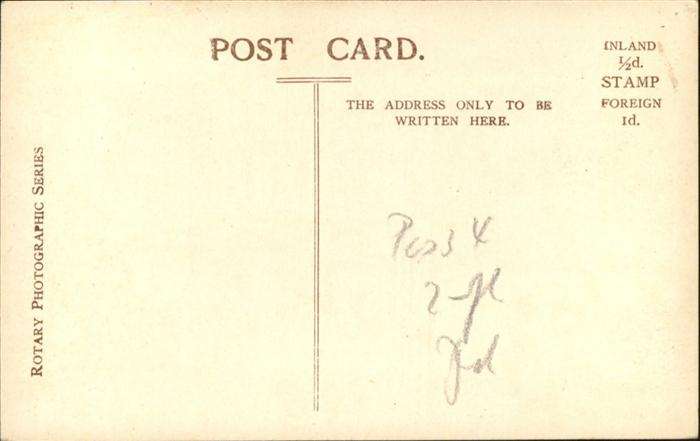 POST CARD.
INLAND
½d.
STAMP
FOREIGN
1d.
THE ADDRESS ONLY TO BE
WRITTEN HERE.
ROTARY PHOTOGRAPHIC SERIES